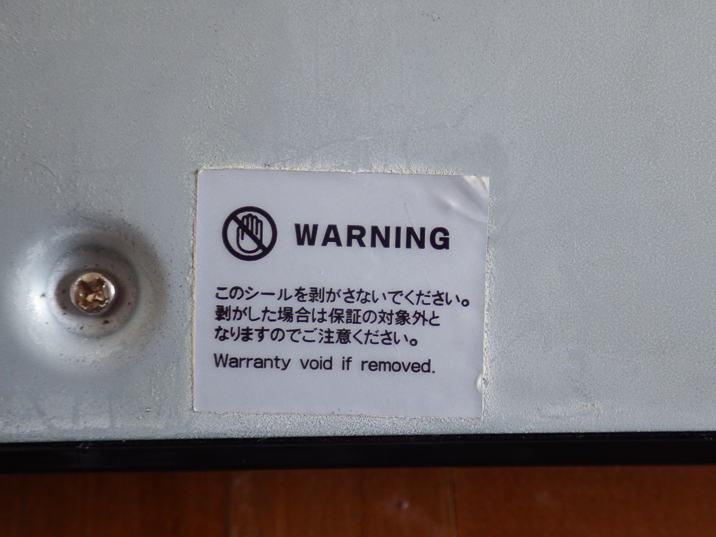 WARNING
このシールを剥がさないでください。
剥がした場合は保証の対象外と
なりますのでご注意ください。
Warranty void if removed.